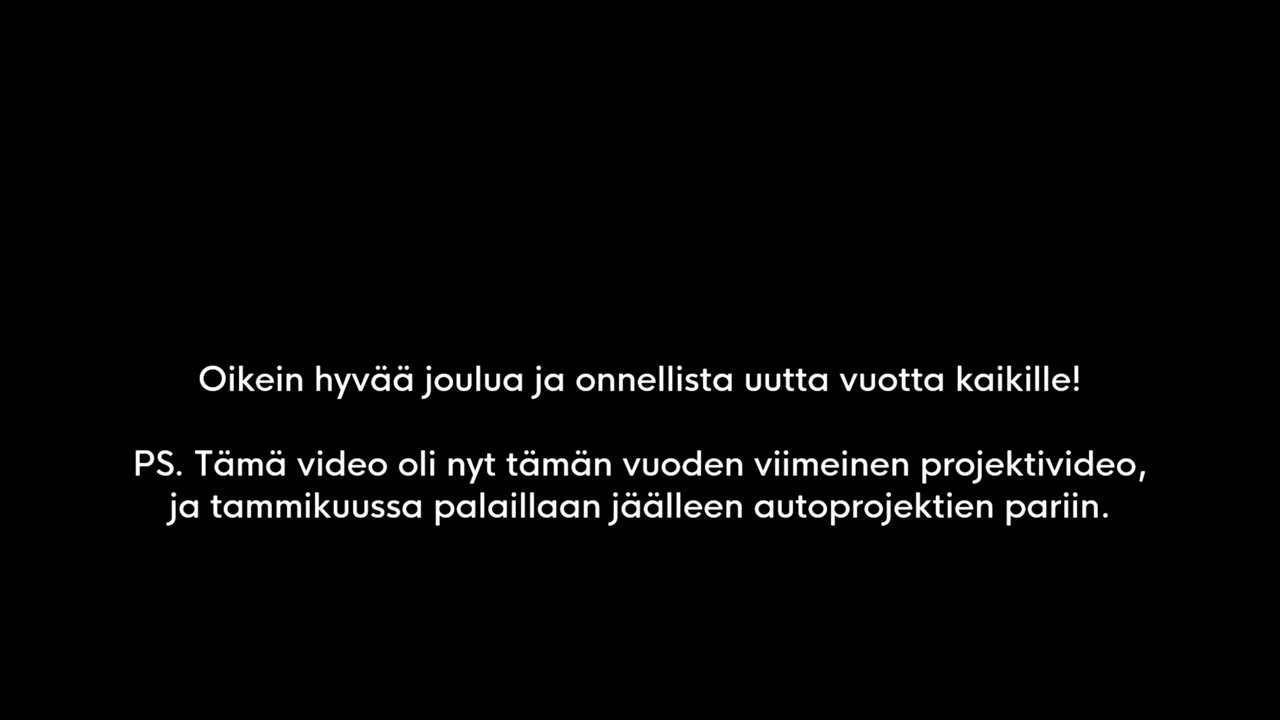 Oikein hyvää joulua ja onnellista uutta vuotta kaikille!
PS. Tämä video oli nyt tämän vuoden viimeinen projektivideo,
ja tammikuussa palaillaan jäälleen autoprojektien pariin.